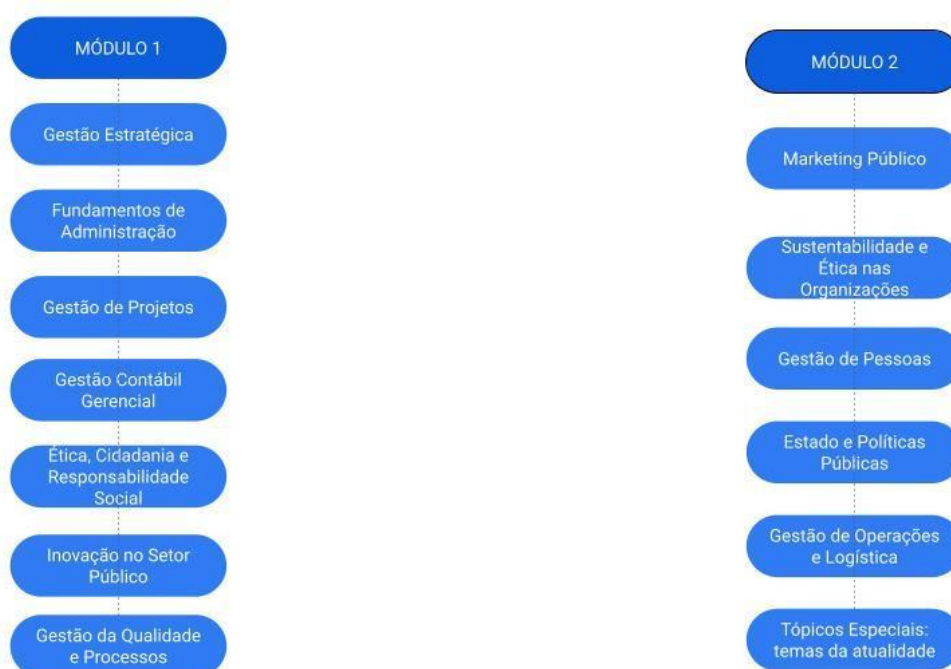 MÓDULO 1
Gestão Estratégica
Fundamentos de
Administração
Gestão de Projetos
Gestão Contábil
Gerencial
Ética, Cidadania e
Responsabilidade
Social
Inovação no Setor
Público
Gestão da Qualidade
e Processos
MÓDULO 2
Marketing Público
Sustentabilidade e
Ética nas
Organizações
Gestão de Pessoas
Estado e Políticas
Públicas
Gestão de Operações
e Logística
Tópicos Especiais:
temas da atualidade